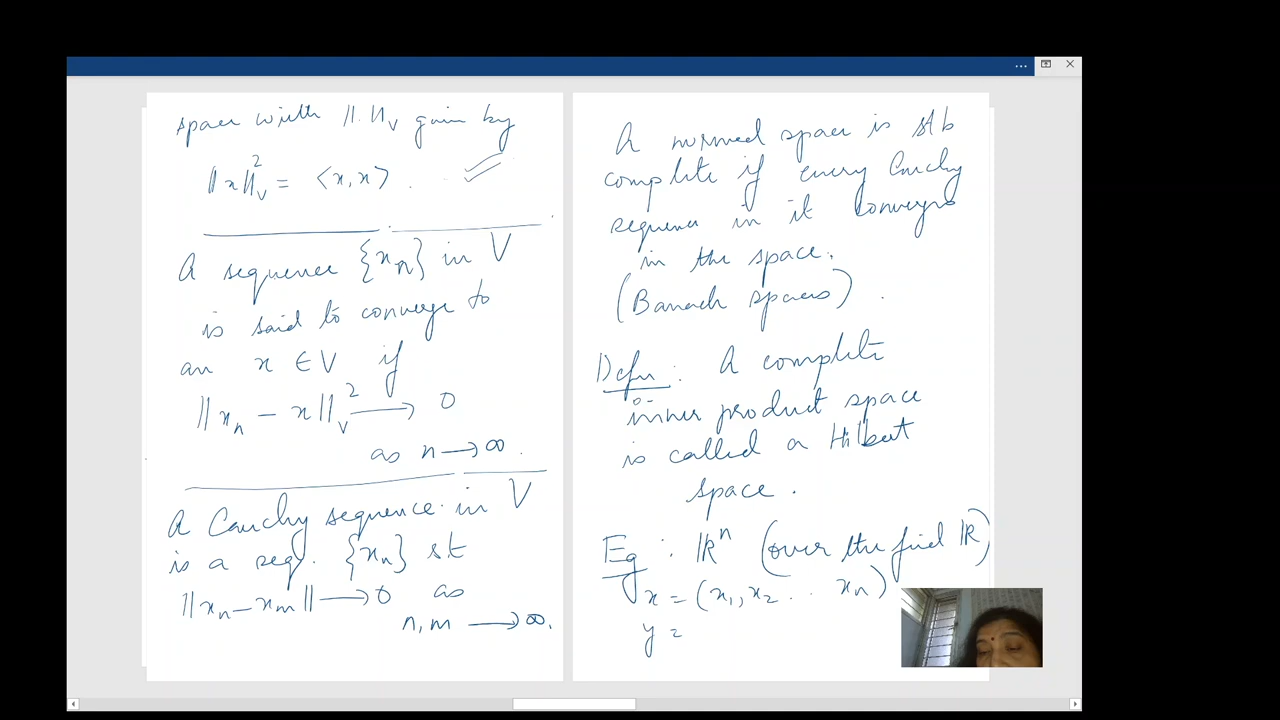 space with ||.||_V given by
||x||_V^2 = <x, x> .
A sequence {x_n} in V
is said to converge to
an x ∈ V if
||x_n - x||_V^2 → 0
as n → ∞.
A Cauchy sequence in V
is a seq. {x_n} st
||x_n - x_m|| → 0 as
n, m → ∞.
A normed space is stb
complete if every Cauchy
sequence in it converges
in the space.
(Banach spaces) .
Defn : A complete
inner product space
is called a Hilbert
space .
Eg : ℝ^n (over the field ℝ)
x = (x_1, x_2 . . x_n)
y =